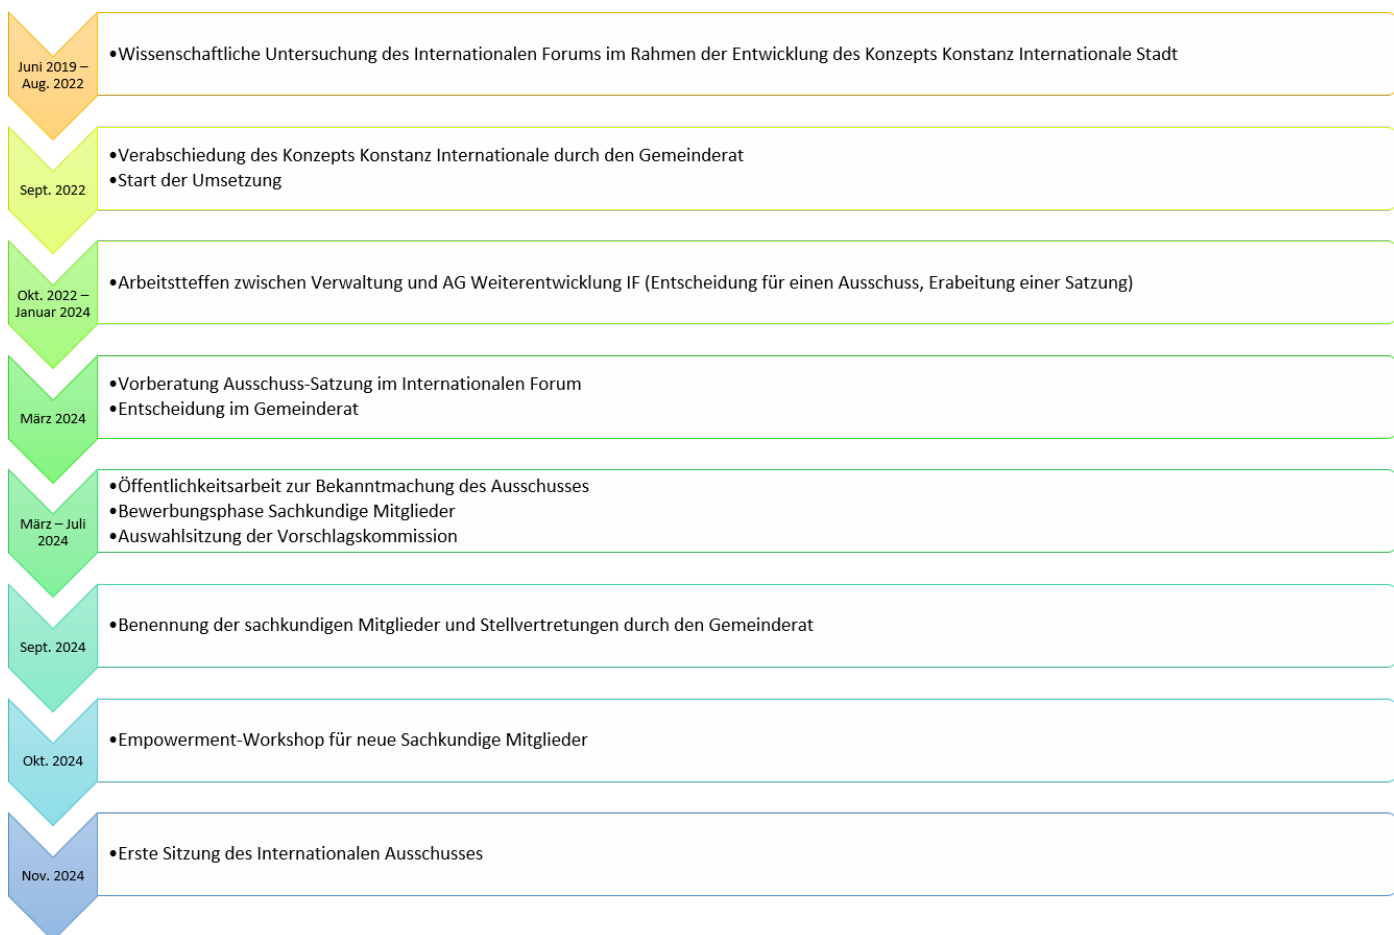 Juni 2019 –
Aug. 2022
•Wissenschaftliche Untersuchung des Internationalen Forums im Rahmen der Entwicklung des Konzepts Konstanz Internationale Stadt
Sept. 2022
•Verabschiedung des Konzepts Konstanz Internationale durch den Gemeinderat
•Start der Umsetzung
Okt. 2022 –
Januar 2024
•Arbeitstteffen zwischen Verwaltung und AG Weiterentwicklung IF (Entscheidung für einen Ausschuss, Erabeitung einer Satzung)
März 2024
•Vorberatung Ausschuss-Satzung im Internationalen Forum
•Entscheidung im Gemeinderat
März – Juli
2024
•Öffentlichkeitsarbeit zur Bekanntmachung des Ausschusses
•Bewerbungsphase Sachkundige Mitglieder
•Auswahlsitzung der Vorschlagskommission
Sept. 2024
•Benennung der sachkundigen Mitglieder und Stellvertretungen durch den Gemeinderat
Okt. 2024
•Empowerment-Workshop für neue Sachkundige Mitglieder
Nov. 2024
•Erste Sitzung des Internationalen Ausschusses